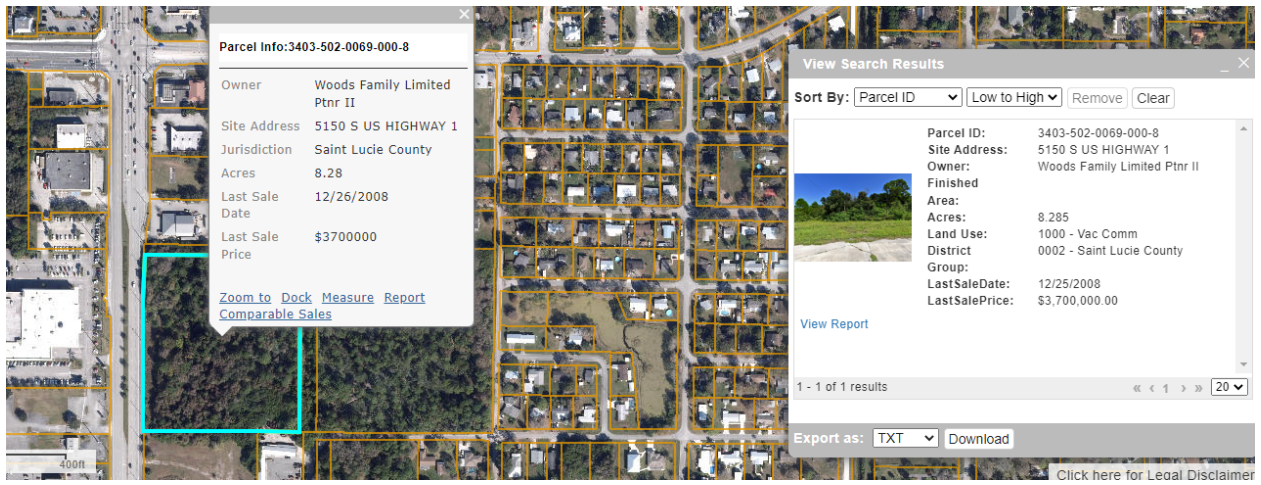 Parcel Info:3403-502-0069-000-8
Owner Woods Family Limited
Ptnr II
Site Address 5150 S US HIGHWAY 1
Jurisdiction Saint Lucie County
Acres 8.28
Last Sale 12/26/2008
Date
Last Sale $3700000
Price
Zoom to Dock Measure Report
Comparable Sales
400ft
View Search Results
Sort By: Parcel ID Low to High Remove Clear
Parcel ID: 3403-502-0069-000-8
Site Address: 5150 S US HIGHWAY 1
Owner: Woods Family Limited Ptnr II
Finished
Area:
Acres: 8.285
Land Use: 1000 - Vac Comm
District 0002 - Saint Lucie County
Group:
LastSaleDate: 12/25/2008
LastSalePrice: $3,700,000.00
View Report
1 - 1 of 1 results « ‹ 1 › » 20
Export as: TXT Download
Click here for Legal Disclaimer